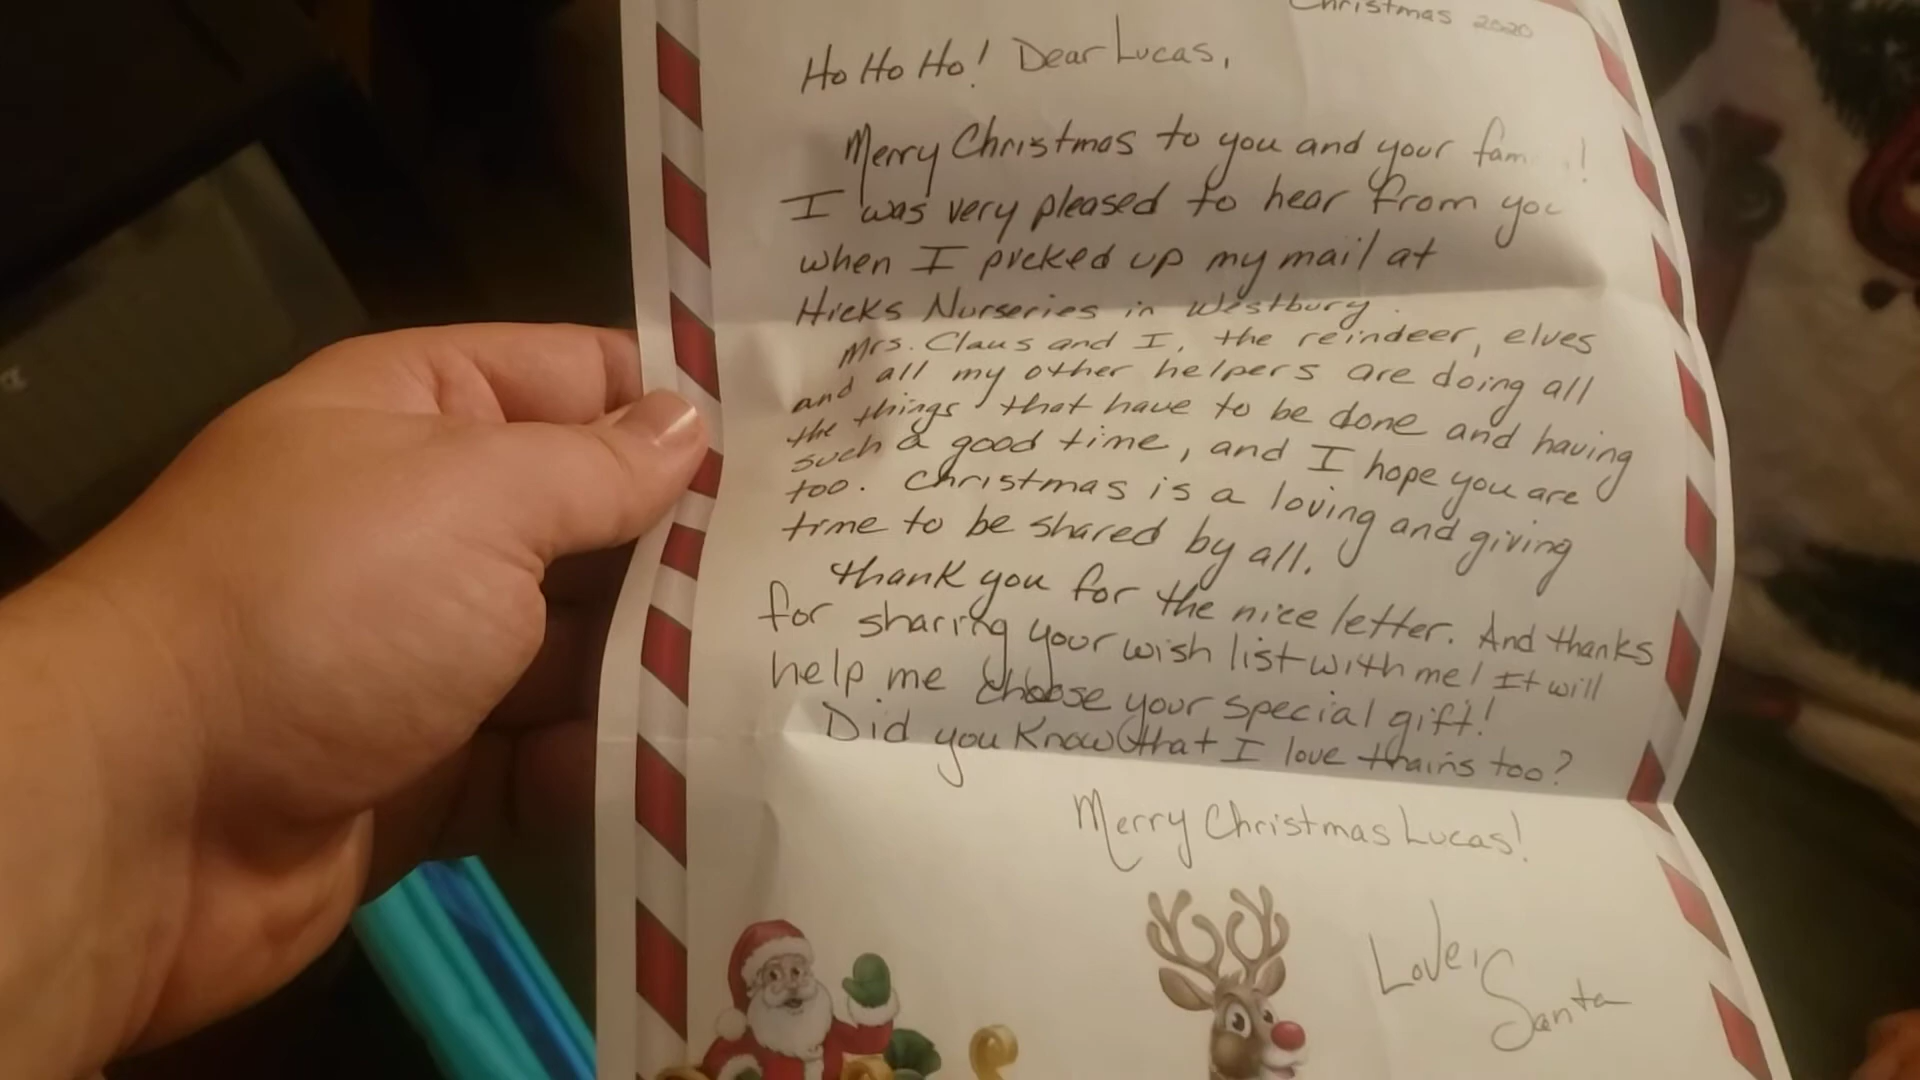 Christmas 2020
Ho Ho Ho! Dear Lucas,
Merry Christmas to you and your fam !
I was very pleased to hear from you
when I picked up my mail at
Hicks Nurseries in Westbury.
Mrs. Claus and I, the reindeer, elves
and all my other helpers are doing all
the things that have to be done and having
such a good time, and I hope you are
too. Christmas is a loving and giving
time to be shared by all.
Thank you for the nice letter. And thanks
for sharing your wish list with me! It will
help me choose your special gift!
Did you know that I love trains too?
Merry Christmas Lucas!
Love,
Santa